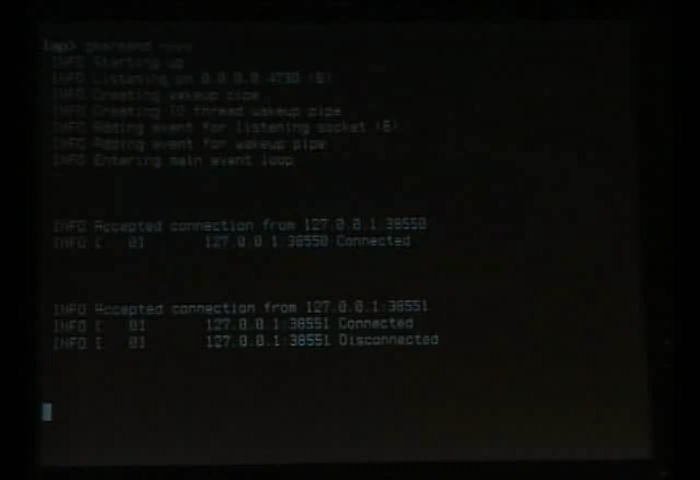 lap> gearmand -vvv
INFO Starting up
INFO Listening on 0.0.0.0:4730 (6)
INFO Creating wakeup pipe
INFO Creating IO thread wakeup pipe
INFO Adding event for listening socket (6)
INFO Adding event for wakeup pipe
INFO Entering main event loop
INFO Accepted connection from 127.0.0.1:38550
INFO [ 0] 127.0.0.1:38550 Connected
INFO Accepted connection from 127.0.0.1:38551
INFO [ 0] 127.0.0.1:38551 Connected
INFO [ 0] 127.0.0.1:38551 Disconnected